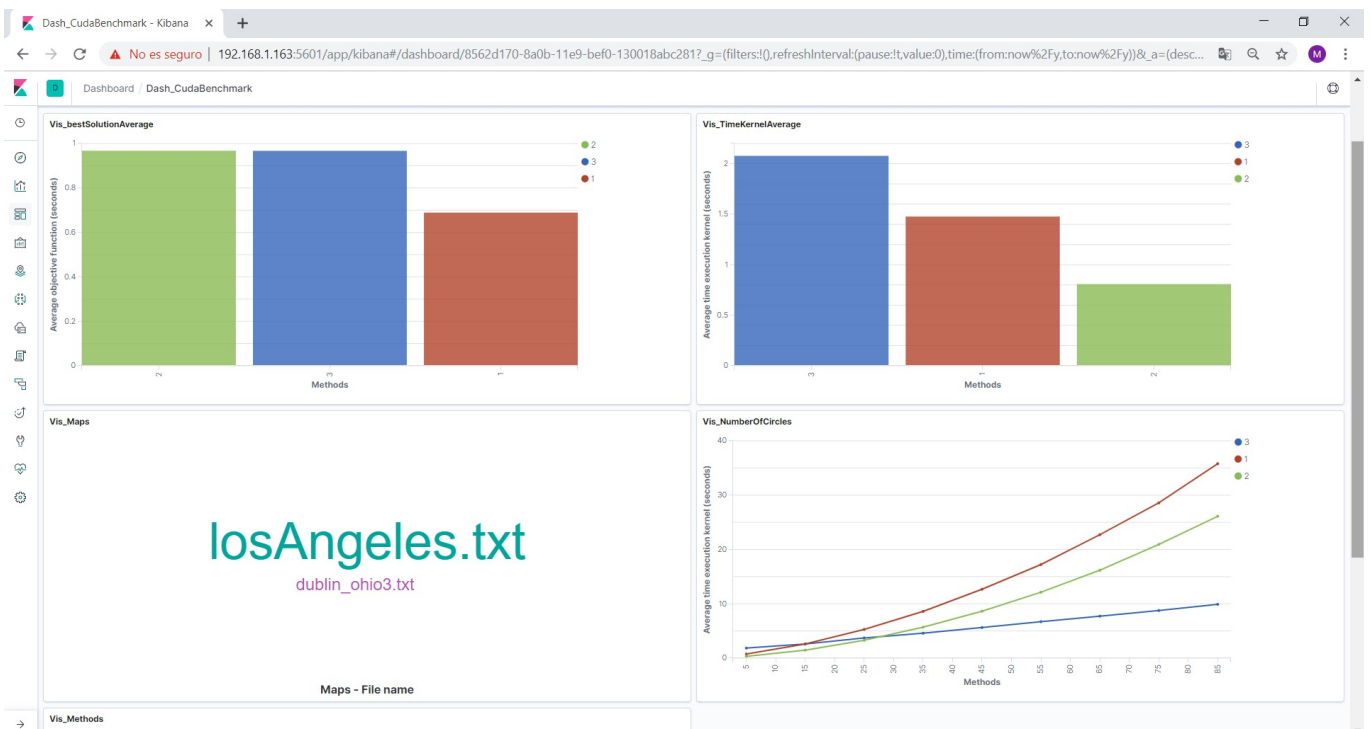 Dash_CudaBenchmark - Kibana
No es seguro | 192.168.1.163:5601/app/kibana#/dashboard/8562d170-8a0b-11e9-bef0-130018abc281?_g=(filters:!(),refreshInterval:(pause:!t,value:0),time:(from:now%2Fy,to:now%2Fy))&_a=(desc... M
D Dashboard / Dash_CudaBenchmark
Vis_bestSolutionAverage
Average objective function (seconds)
1
0.8
0.6
0.4
0.2
0
2 3 1
Methods
2
3
1
Vis_TimeKernelAverage
Average time execution kernel (seconds)
2
1.5
1
0.5
0
3 1 2
Methods
3
1
2
Vis_Maps
losAngeles.txt
dublin_ohio3.txt
Maps - File name
Vis_NumberOfCircles
Average time execution kernel (seconds)
40
30
20
10
0
5 10 15 20 25 30 35 40 45 50 55 60 65 70 75 80 85
Methods
3
1
2
Vis_Methods